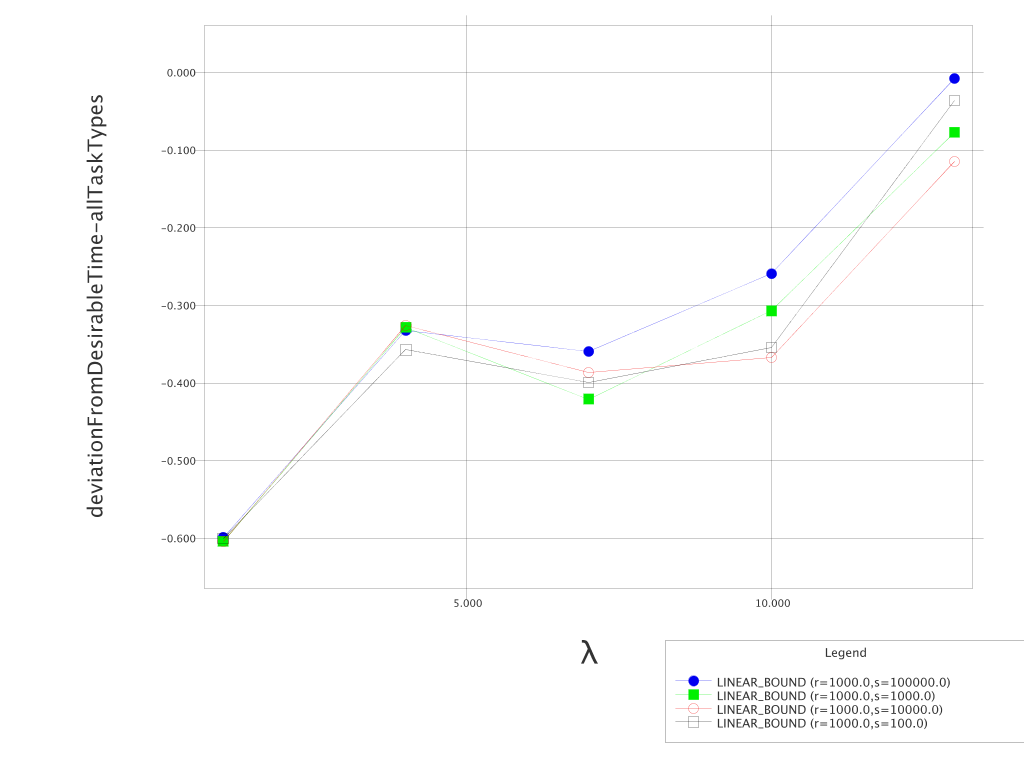 deviationFromDesirableTime-allTaskTypes
0.000
-0.100
-0.200
-0.300
-0.400
-0.500
-0.600
5.000
10.000
λ
Legend
LINEAR_BOUND (r=1000.0,s=100000.0)
LINEAR_BOUND (r=1000.0,s=1000.0)
LINEAR_BOUND (r=1000.0,s=10000.0)
LINEAR_BOUND (r=1000.0,s=100.0)